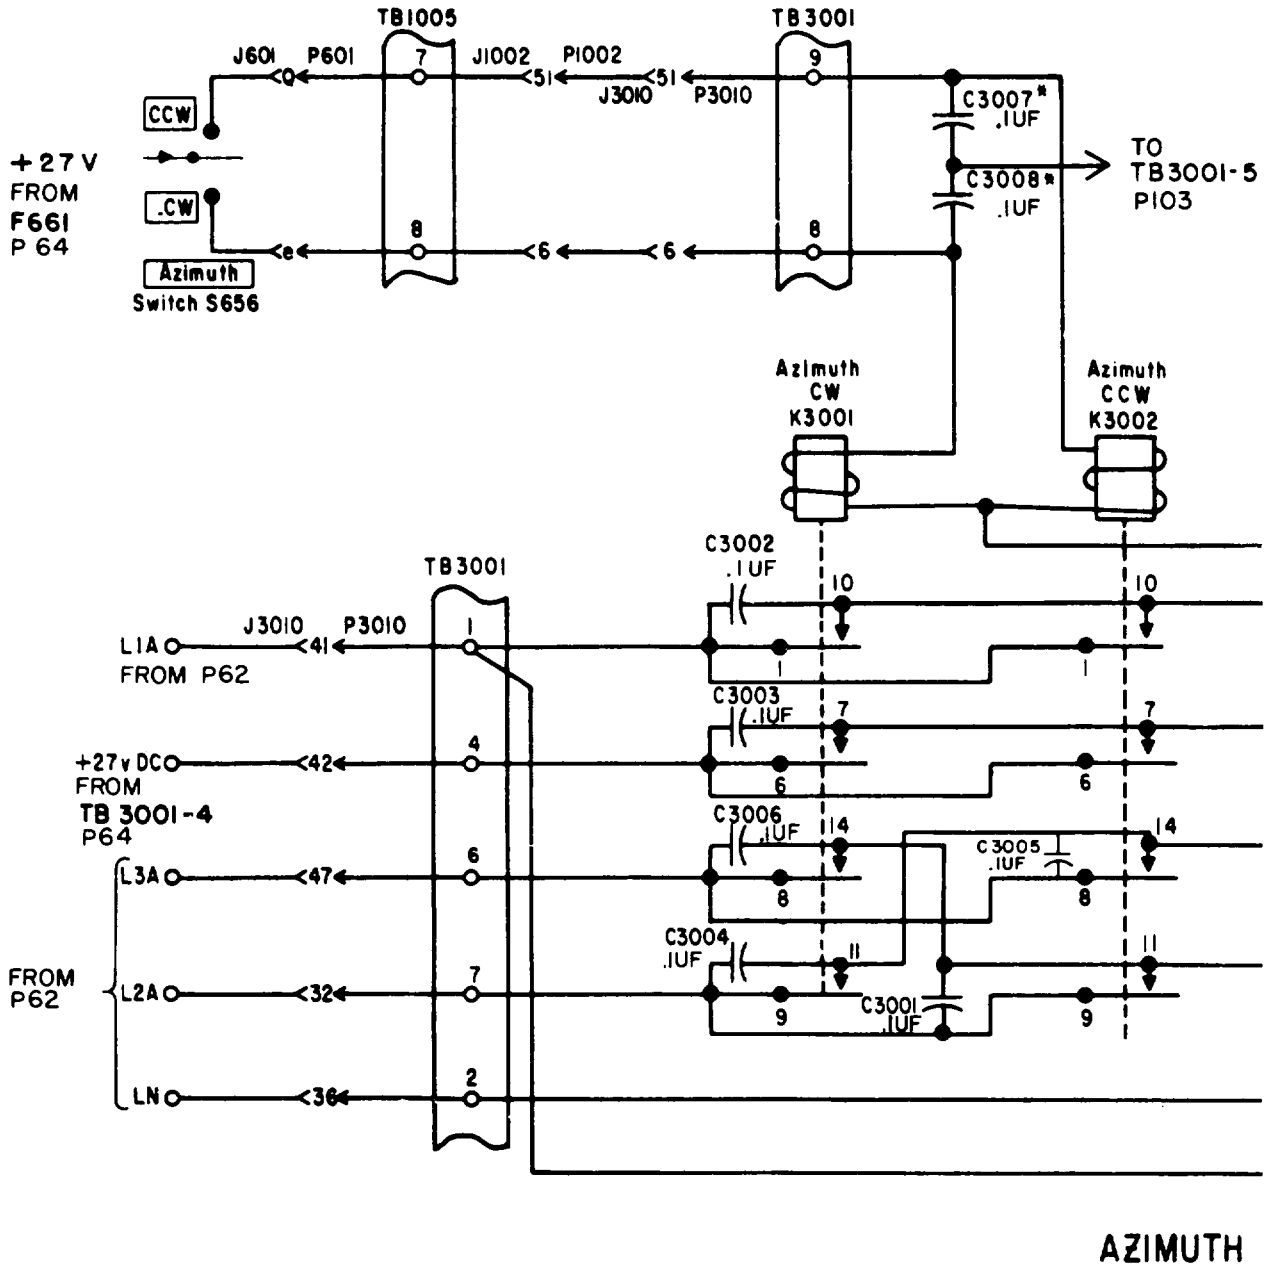 TB1005
TB3001
J601 P601 7 J1002 P1002 9
Q 51 51
J3010 P3010
C3007*
.1UF
CCW
+27V
FROM
F661
P 64
TO
TB3001-5
P103
C3008*
.1UF
.CW
8 8
e 6 6
Azimuth
Switch S656
Azimuth
CW
K3001
Azimuth
CCW
K3002
C3002
.1UF
TB3001
10 10
J3010 P3010 1
L1A 41
FROM P62
1 1
C3003
.1UF
7 7
4
+27v DC 42
FROM
TB 3001-4
P64
6 6
C3006
.1UF
14 14
C3005
.1UF
6
L3A 47
8 8
C3004
.1UF
11 11
FROM
P62
7
L2A 32
C3001
.1UF
9 9
2
LN 36
AZIMUTH